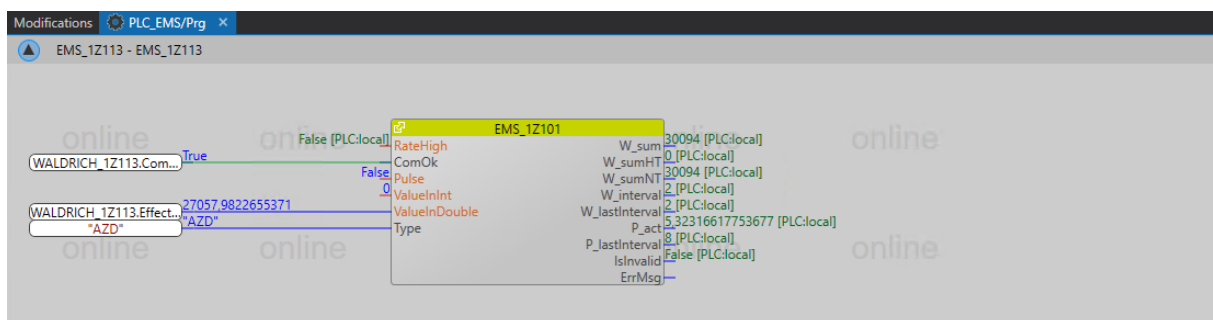 Modifications PLC_EMS/Prg ×
EMS_1Z113 - EMS_1Z113
online online online online
EMS_1Z101
False [PLC:local] RateHigh W_sum 30094 [PLC:local]
WALDRICH_1Z113.Com... True ComOk W_sumHT 0 [PLC:local]
False Pulse W_sumNT 30094 [PLC:local]
0 ValueInInt W_interval 2 [PLC:local]
WALDRICH_1Z113.Effect... 27057,9822655371 ValueInDouble W_lastInterval 2 [PLC:local]
"AZD" "AZD" Type P_act 5,32316617753677 [PLC:local]
P_lastInterval 8 [PLC:local]
online online online online
IsInvalid False [PLC:local]
ErrMsg